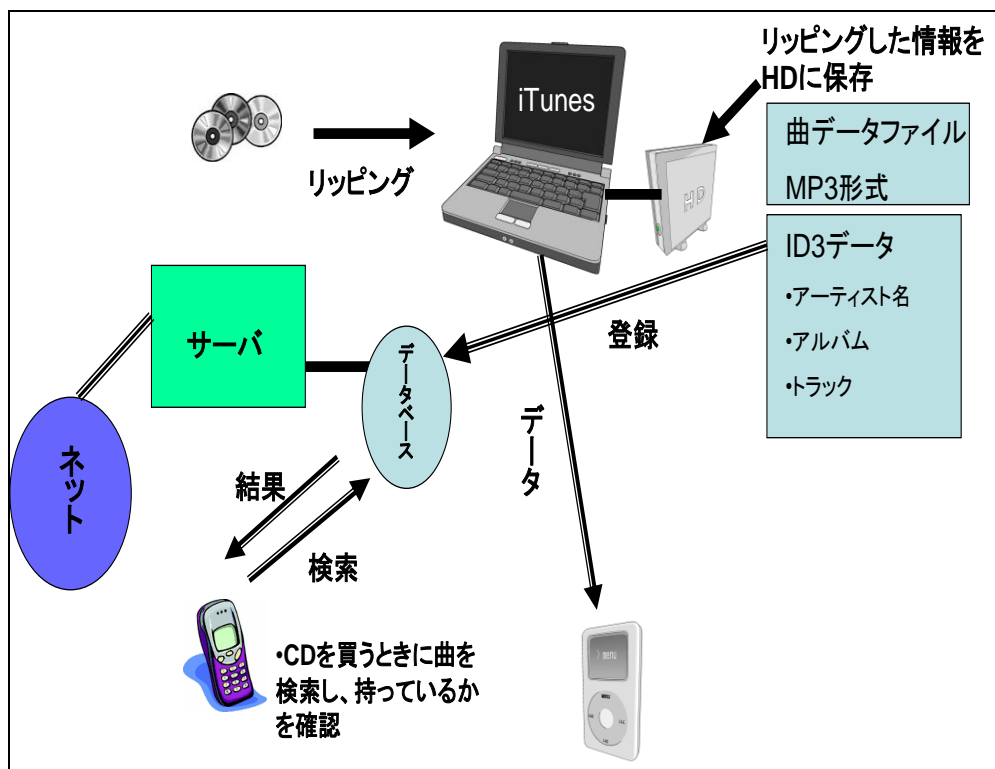 リッピングした情報を
HDに保存
iTunes
曲データファイル
MP3形式
リッピング
HD
ID3データ
•アーティスト名
•アルバム
•トラック
サーバ
登録
データベース
データ
ネット
結果
検索
•CDを買うときに曲を
検索し、持っているか
を確認
menu
MENU